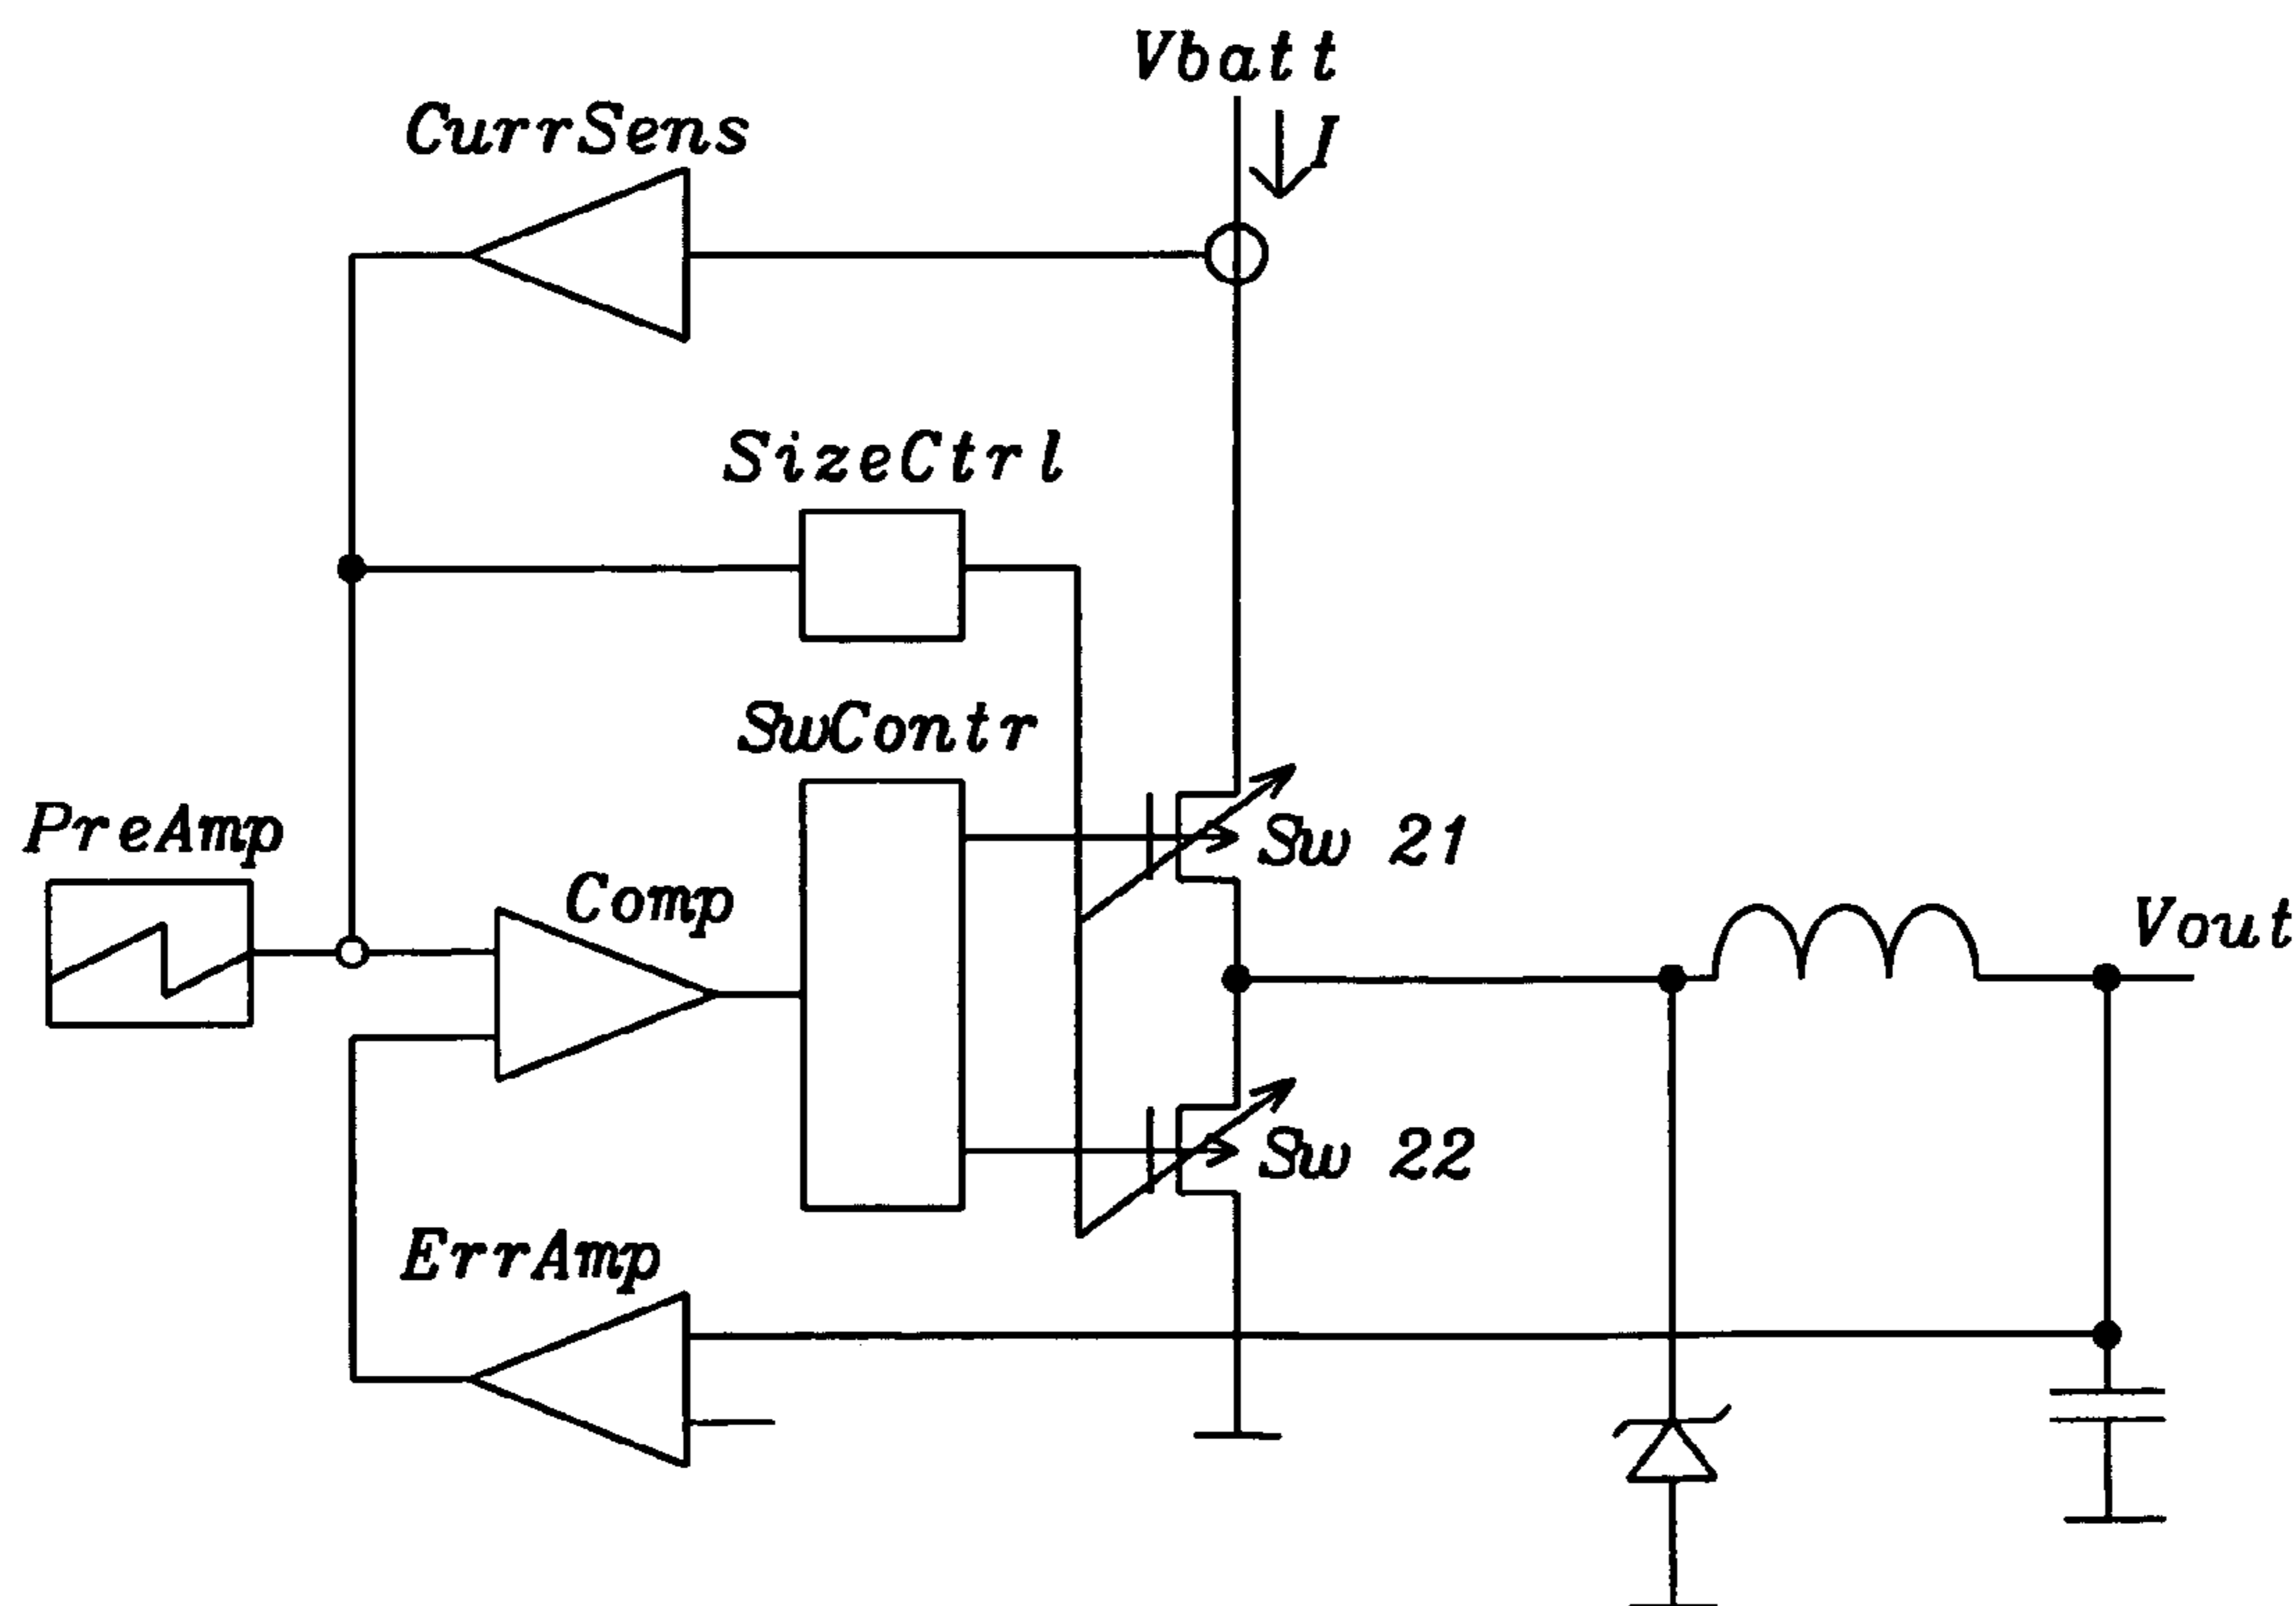 Vbatt
CurrSens
I
SizeCtrl
SwContr
PreAmp
Sw 21
Comp
Vout
Sw 22
ErrAmp